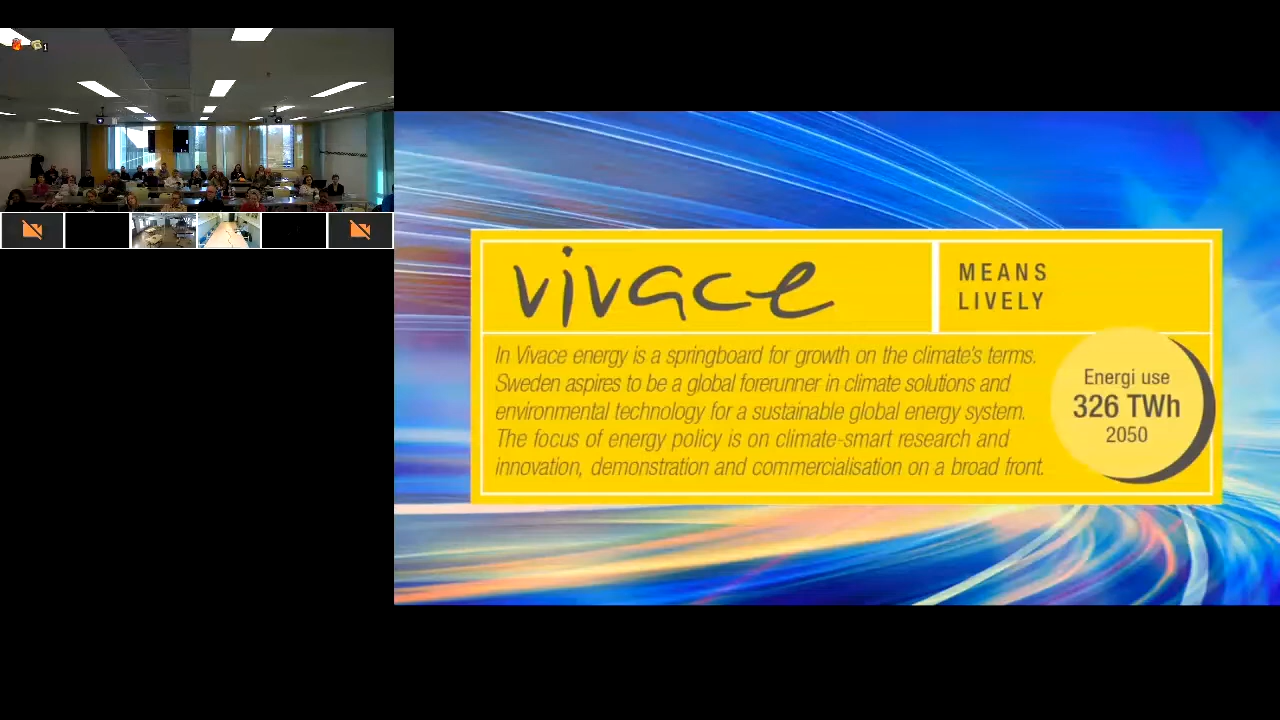 1
vivace
MEANS
LIVELY
In Vivace energy is a springboard for growth on the climate's terms.
Sweden aspires to be a global forerunner in climate solutions and
environmental technology for a sustainable global energy system.
The focus of energy policy is on climate-smart research and
innovation, demonstration and commercialisation on a broad front.
Energi use
326 TWh
2050